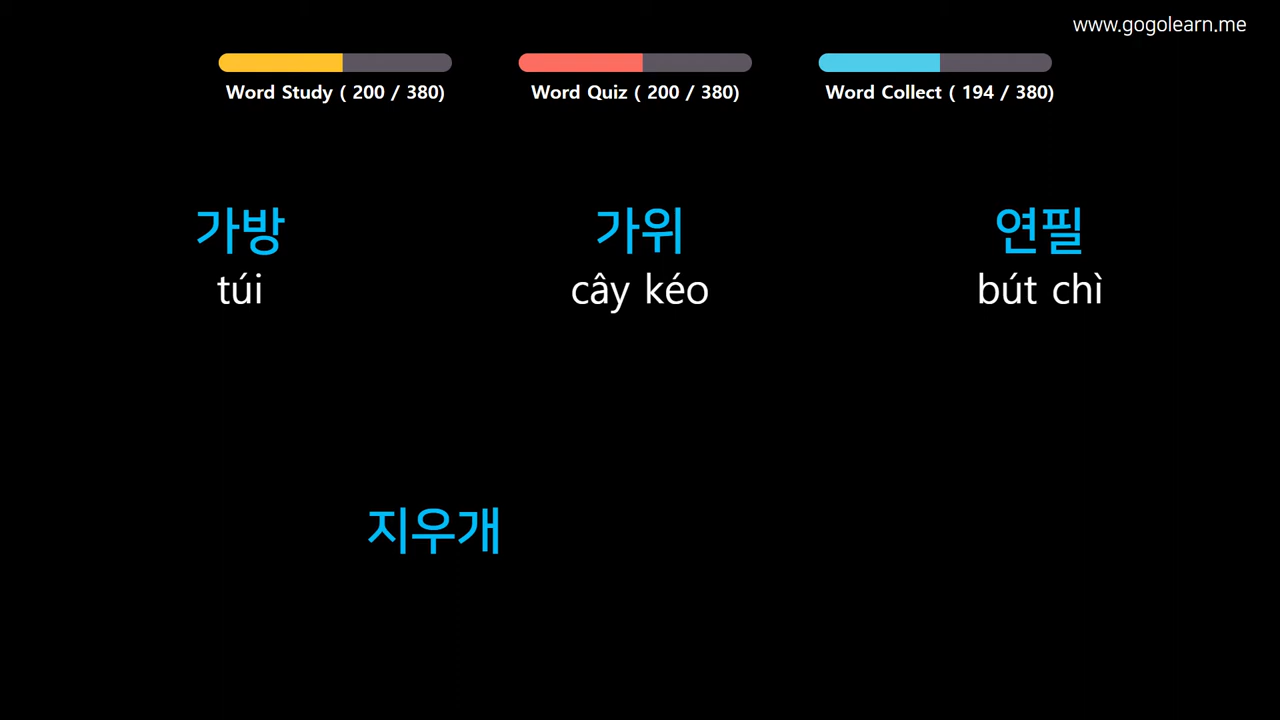 www.gogolearn.me
Word Study ( 200 / 380)
Word Quiz ( 200 / 380)
Word Collect ( 194 / 380)
가방
túi
가위
cây kéo
연필
bút chì
지우개